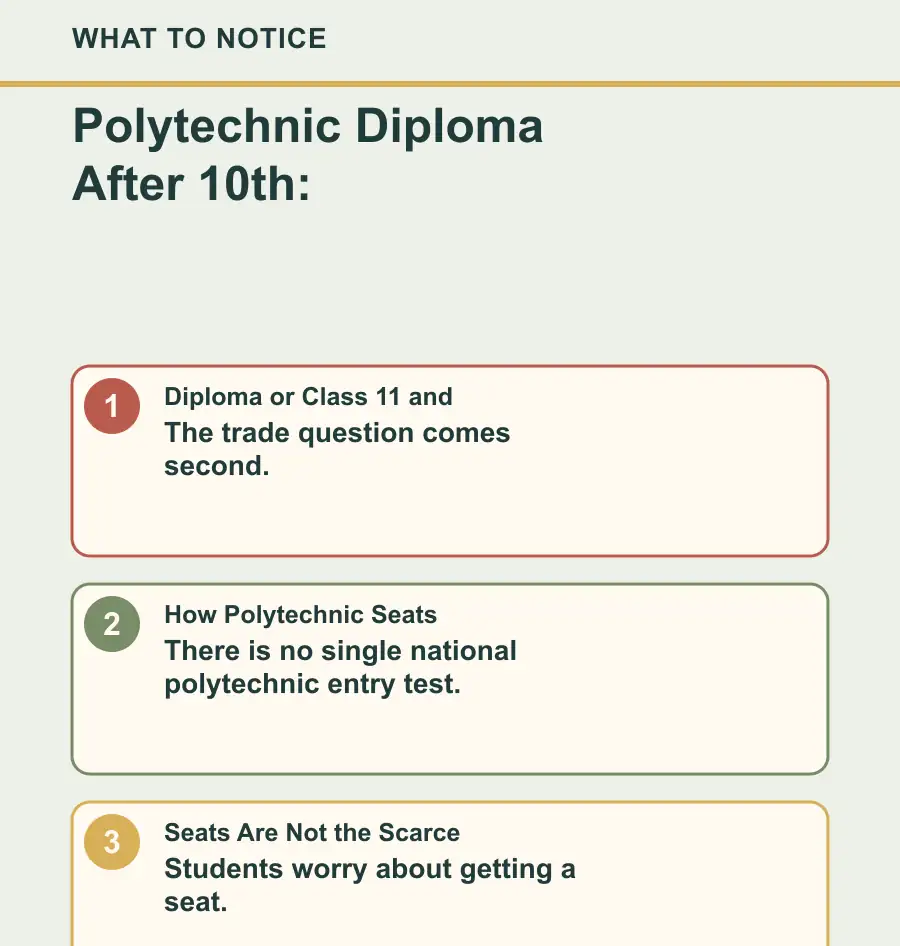 WHAT TO NOTICE
Polytechnic Diploma
After 10th:
1
Diploma or Class 11 and
The trade question comes
second.
2
How Polytechnic Seats
There is no single national
polytechnic entry test.
3
Seats Are Not the Scarce
Students worry about getting a
seat.